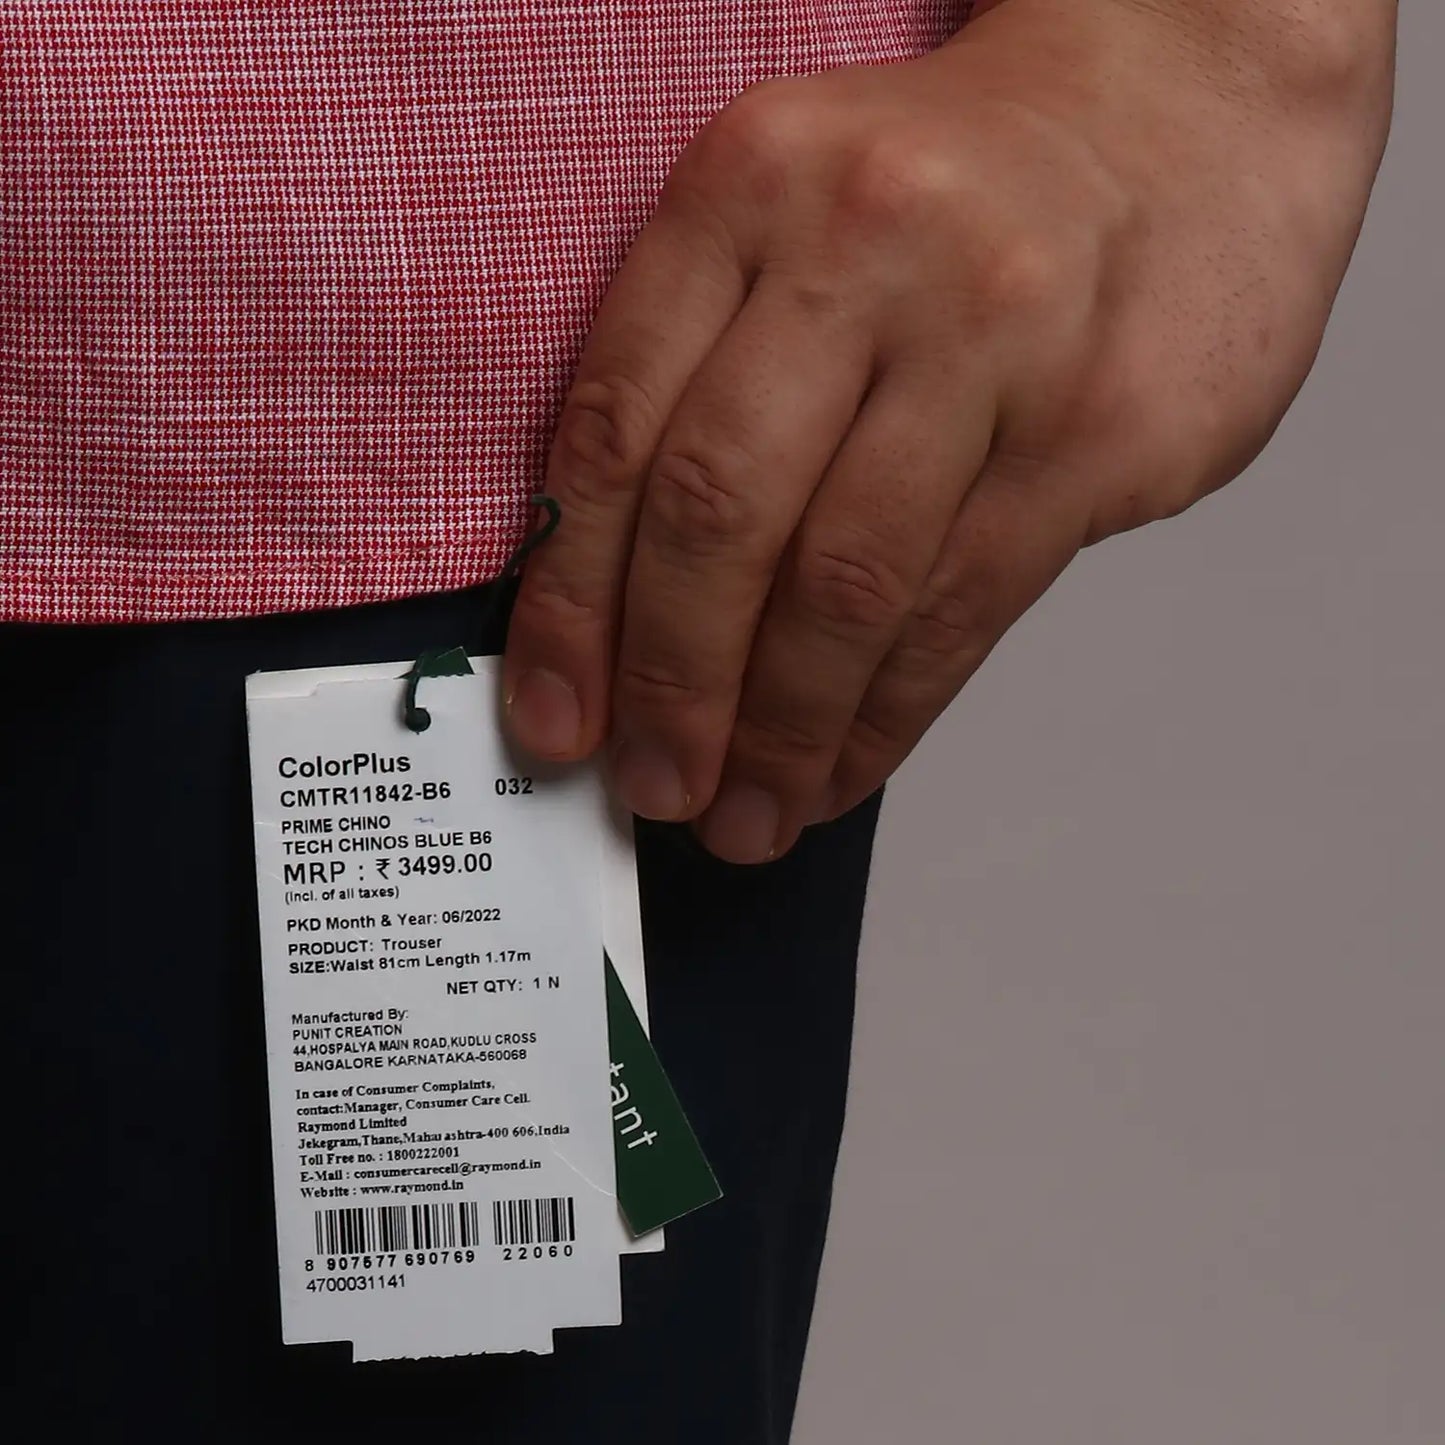 ColorPlus
CMTR11842-B6 032
PRIME CHINO
TECH CHINOS BLUE B6
MRP : ₹ 3499.00
(Incl. of all taxes)
PKD Month & Year: 06/2022
PRODUCT: Trouser
SIZE:Waist 81cm Length 1.17m
NET QTY: 1 N
Manufactured By:
PUNIT CREATION
44,HOSPALYA MAIN ROAD,KUDLU CROSS
BANGALORE KARNATAKA-560068
In case of Consumer Complaints,
contact:Manager, Consumer Care Cell.
Raymond Limited
Jekegram,Thane,Maharashtra-400 606,India
Toll Free no. : 1800222001
E-Mail : consumercarecell@raymond.in
Website : www.raymond.in
8 907577 690769 22060
4700031141
tant